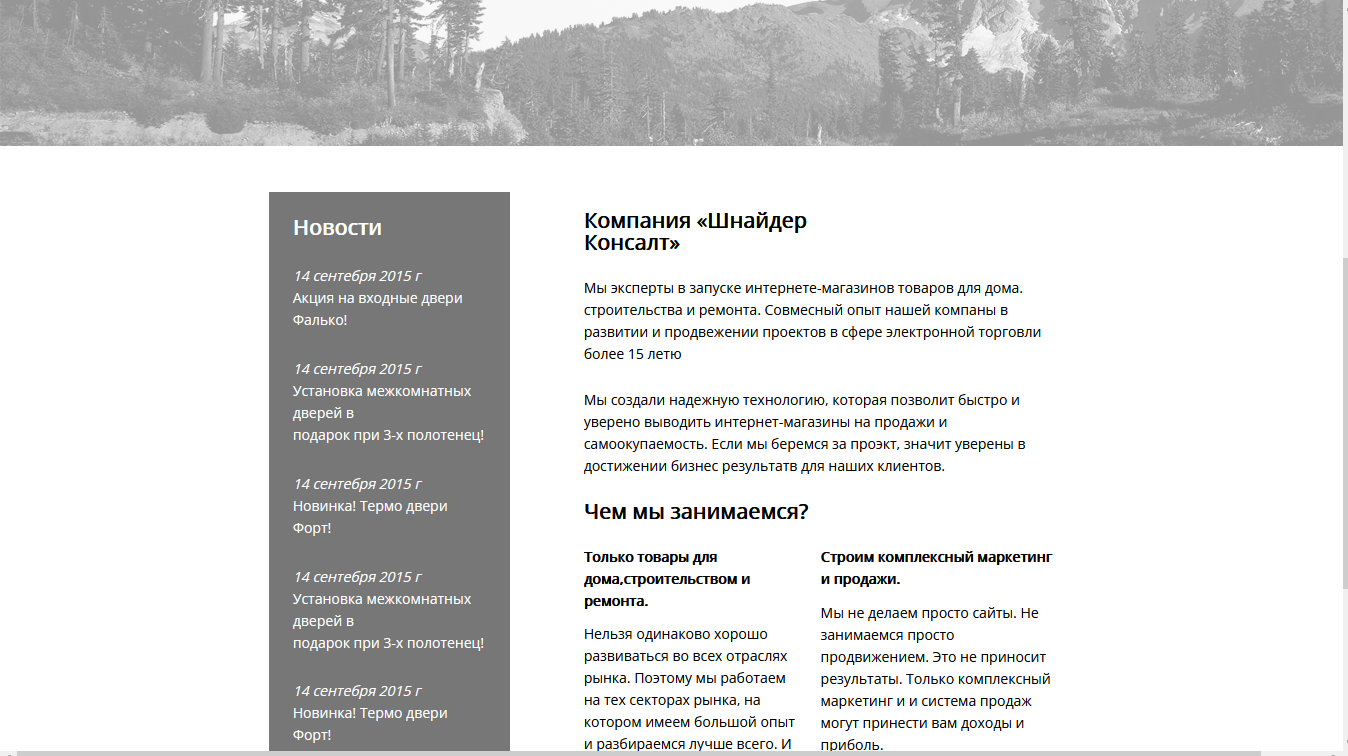 Новости
14 сентября 2015 г
Акция на входные двери
Фалько!
14 сентября 2015 г
Установка межкомнатных
дверей в
подарок при 3-х полотенец!
14 сентября 2015 г
Новинка! Термо двери
Форт!
14 сентября 2015 г
Установка межкомнатных
дверей в
подарок при 3-х полотенец!
14 сентября 2015 г
Новинка! Термо двери
Форт!
Компания «Шнайдер
Консалт»
Мы эксперты в запуске интернете-магазинов товаров для дома.
строительства и ремонта. Совмесный опыт нашей компаны в
развитии и продвежении проектов в сфере электронной торговли
более 15 летю
Мы создали надежную технологию, которая позволит быстро и
уверено выводить интернет-магазины на продажи и
самоокупаемость. Если мы беремся за проэкт, значит уверены в
достижении бизнес результатв для наших клиентов.
Чем мы занимаемся?
Только товары для
дома,строительством и
ремонта.
Нельзя одинаково хорошо
развиваться во всех отраслях
рынка. Поэтому мы работаем
на тех секторах рынка, на
котором имеем большой опыт
и разбираемся лучше всего. И
Строим комплексный маркетинг
и продажи.
Мы не делаем просто сайты. Не
занимаемся просто
продвижением. Это не приносит
результаты. Только комплексный
маркетинг и и система продаж
могут принести вам доходы и
приболь.